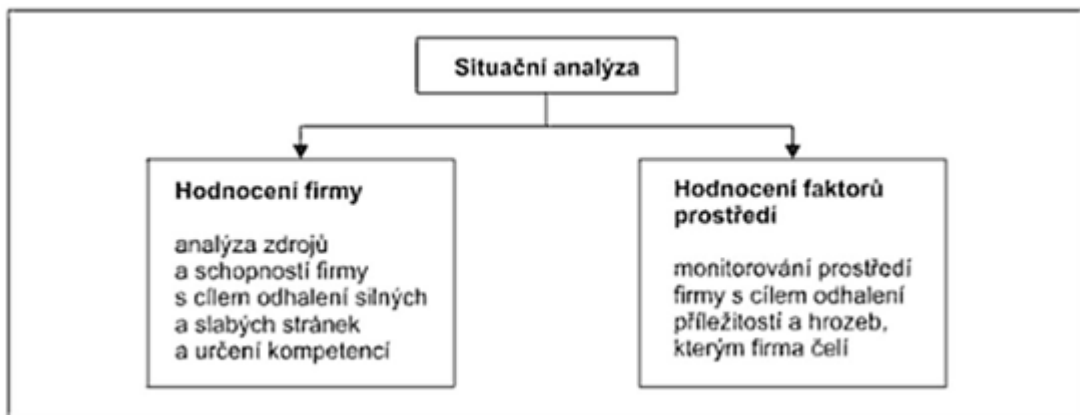 Situační analýza
Hodnocení firmy
analýza zdrojů
a schopností firmy
s cílem odhalení silných
a slabých stránek
a určení kompetencí
Hodnocení faktorů
prostředí
monitorování prostředí
firmy s cílem odhalení
příležitostí a hrozeb,
kterým firma čelí